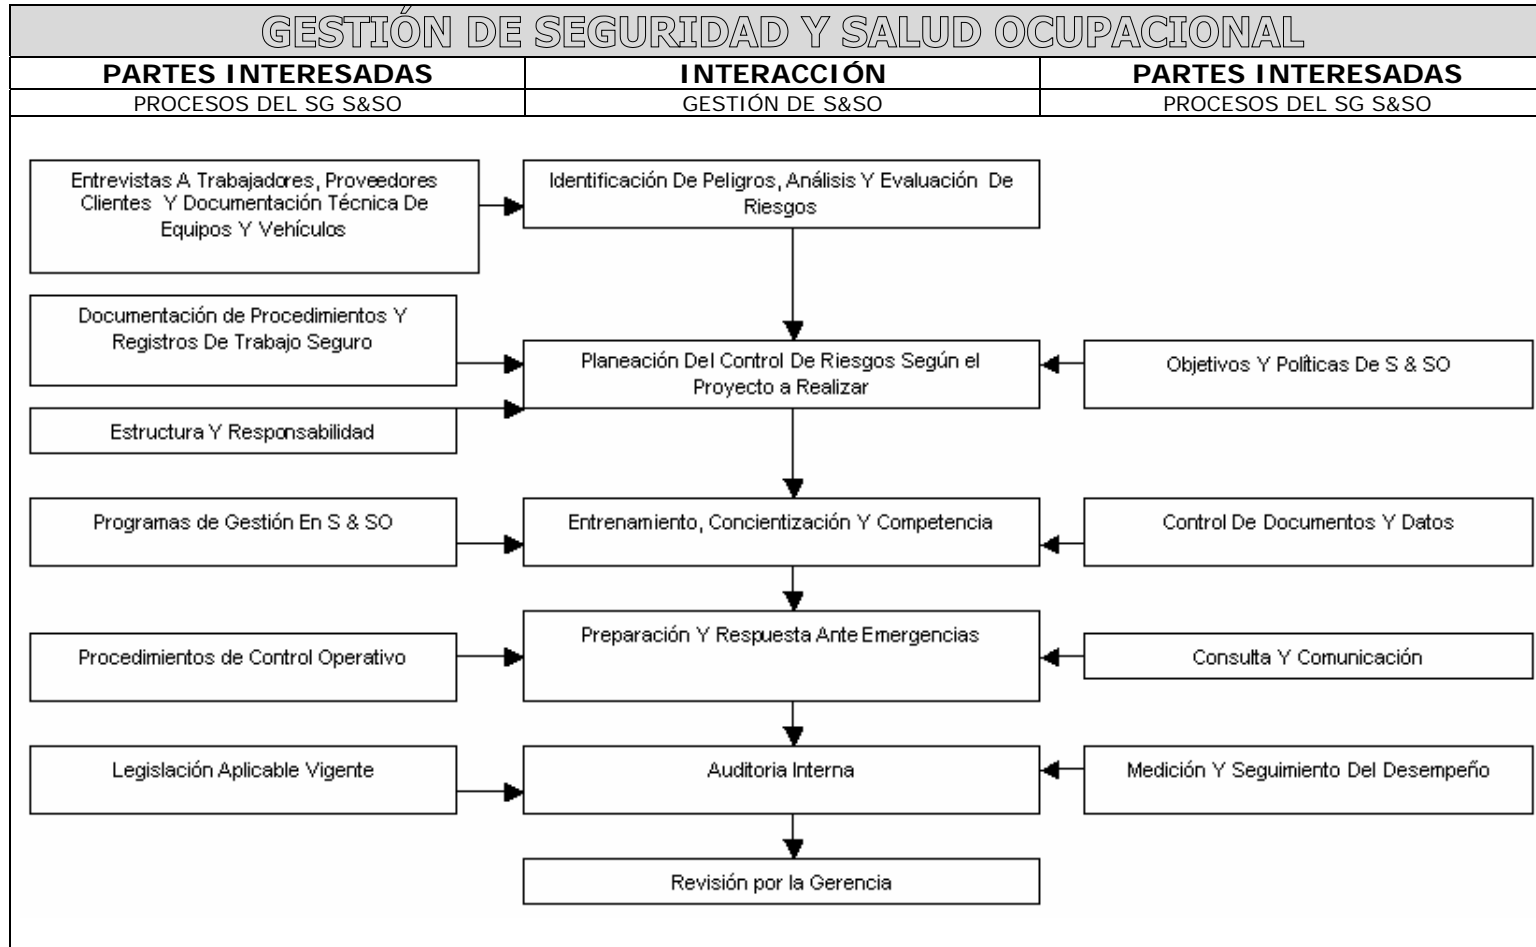 GESTIÓN DE SEGURIDAD Y SALUD OCUPACIONAL
PARTES INTERESADAS
INTERACCIÓN
PARTES INTERESADAS
PROCESOS DEL SG S&SO
GESTIÓN DE S&SO
PROCESOS DEL SG S&SO
Entrevistas A Trabajadores, Proveedores
Clientes Y Documentación Técnica De
Equipos Y Vehículos
Identificación De Peligros, Análisis Y Evaluación De
Riesgos
Documentación de Procedimientos Y
Registros De Trabajo Seguro
Planeación Del Control De Riesgos Según el
Proyecto a Realizar
Objetivos Y Políticas De S & SO
Estructura Y Responsabilidad
Programas de Gestión En S & SO
Entrenamiento, Concientización Y Competencia
Control De Documentos Y Datos
Procedimientos de Control Operativo
Preparación Y Respuesta Ante Emergencias
Consulta Y Comunicación
Legislación Aplicable Vigente
Auditoria Interna
Medición Y Seguimiento Del Desempeño
Revisión por la Gerencia